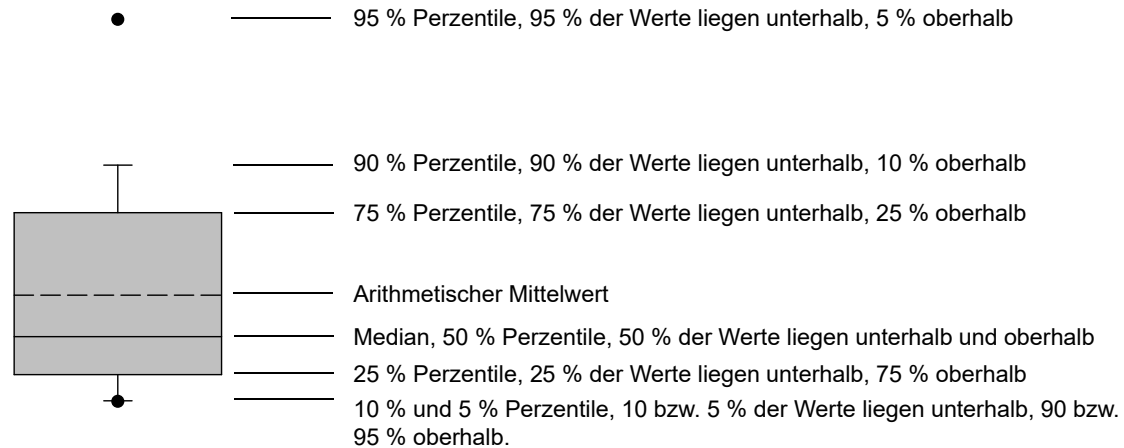 95 % Perzentile, 95 % der Werte liegen unterhalb, 5 % oberhalb
90 % Perzentile, 90 % der Werte liegen unterhalb, 10 % oberhalb
75 % Perzentile, 75 % der Werte liegen unterhalb, 25 % oberhalb
Arithmetischer Mittelwert
Median, 50 % Perzentile, 50 % der Werte liegen unterhalb und oberhalb
25 % Perzentile, 25 % der Werte liegen unterhalb, 75 % oberhalb
10 % und 5 % Perzentile, 10 bzw. 5 % der Werte liegen unterhalb, 90 bzw.
95 % oberhalb.